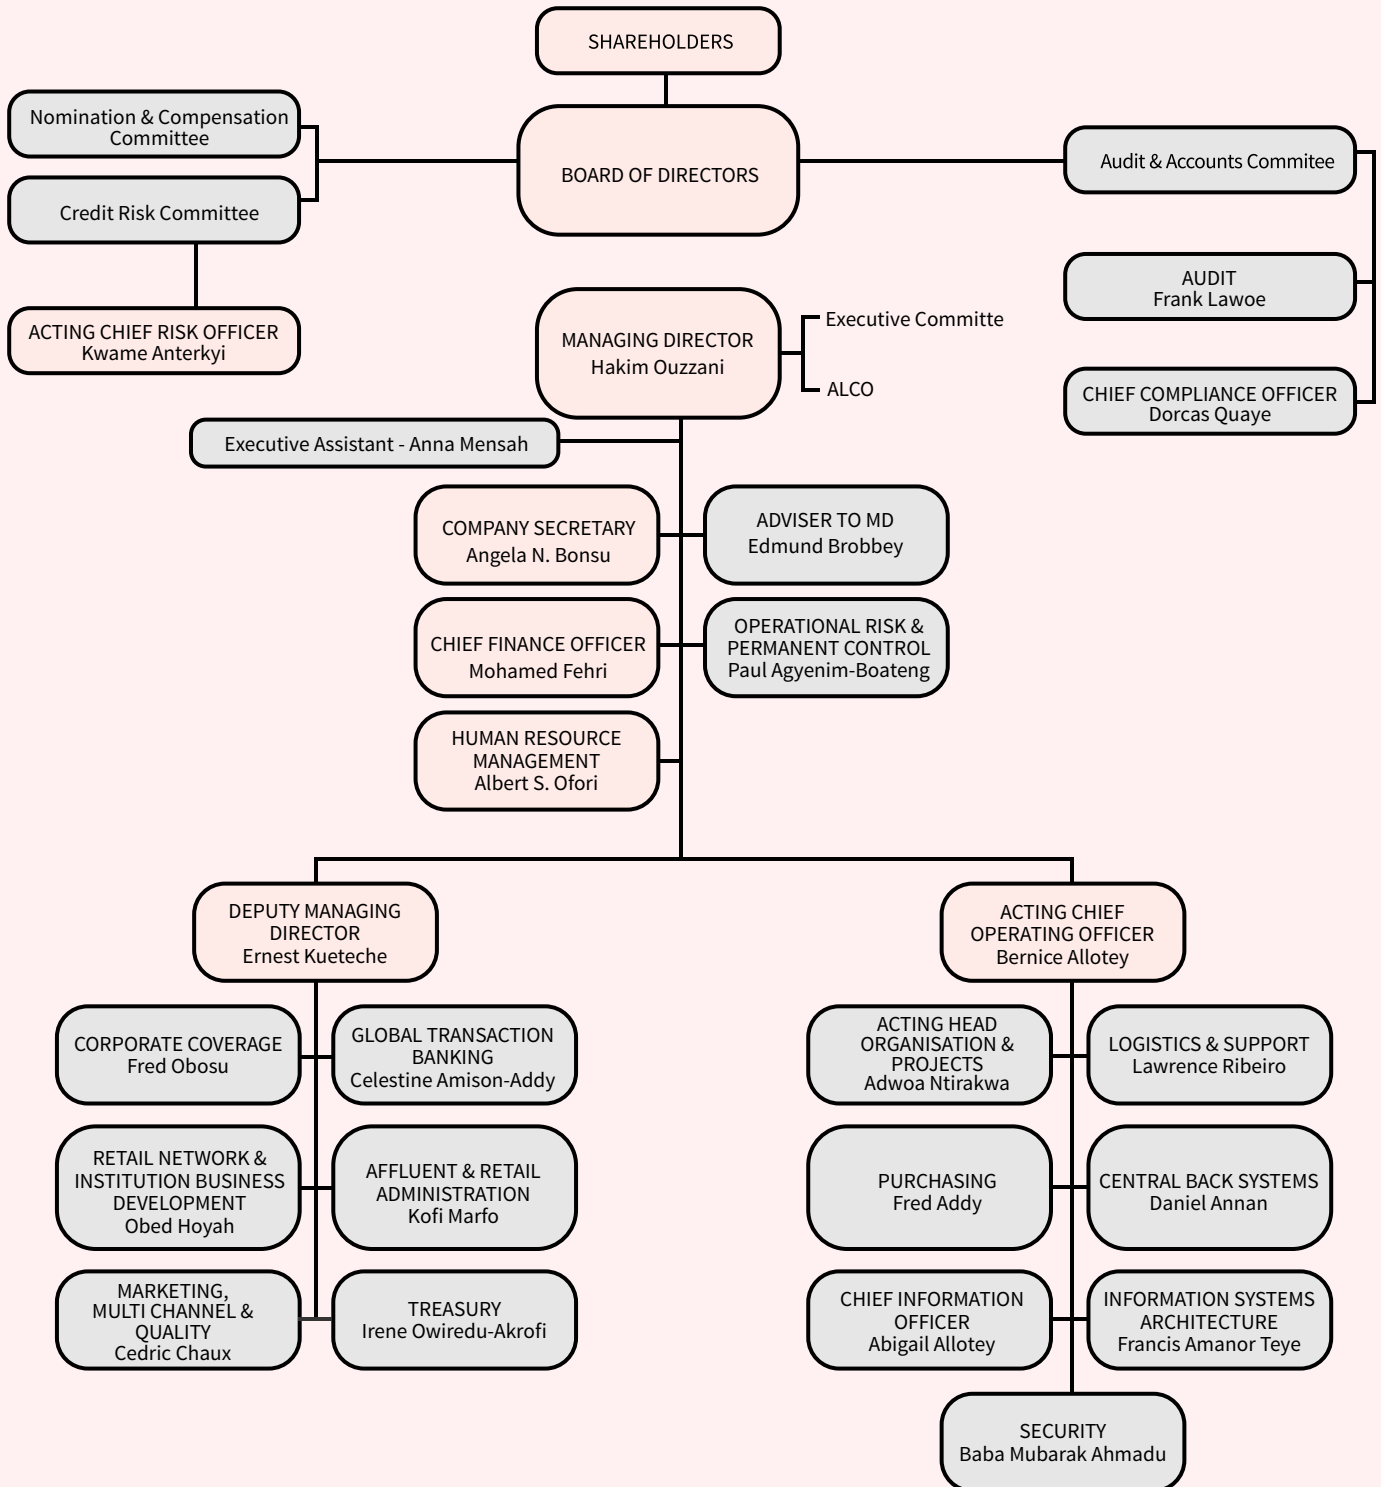 SHAREHOLDERS
Nomination & Compensation
Committee
BOARD OF DIRECTORS
Audit & Accounts Commitee
Credit Risk Committee
AUDIT
Frank Lawoe
ACTING CHIEF RISK OFFICER
Kwame Anterkyi
MANAGING DIRECTOR
Hakim Ouzzani
Executive Committe
ALCO
CHIEF COMPLIANCE OFFICER
Dorcas Quaye
Executive Assistant - Anna Mensah
COMPANY SECRETARY
Angela N. Bonsu
ADVISER TO MD
Edmund Brobbey
CHIEF FINANCE OFFICER
Mohamed Fehri
OPERATIONAL RISK &
PERMANENT CONTROL
Paul Agyenim-Boateng
HUMAN RESOURCE
MANAGEMENT
Albert S. Ofori
DEPUTY MANAGING
DIRECTOR
Ernest Kueteche
ACTING CHIEF
OPERATING OFFICER
Bernice Allotey
CORPORATE COVERAGE
Fred Obosu
GLOBAL TRANSACTION
BANKING
Celestine Amison-Addy
ACTING HEAD
ORGANISATION &
PROJECTS
Adwoa Ntirakwa
LOGISTICS & SUPPORT
Lawrence Ribeiro
RETAIL NETWORK &
INSTITUTION BUSINESS
DEVELOPMENT
Obed Hoyah
AFFLUENT & RETAIL
ADMINISTRATION
Kofi Marfo
PURCHASING
Fred Addy
CENTRAL BACK SYSTEMS
Daniel Annan
MARKETING,
MULTI CHANNEL &
QUALITY
Cedric Chaux
TREASURY
Irene Owiredu-Akrofi
CHIEF INFORMATION
OFFICER
Abigail Allotey
INFORMATION SYSTEMS
ARCHITECTURE
Francis Amanor Teye
SECURITY
Baba Mubarak Ahmadu